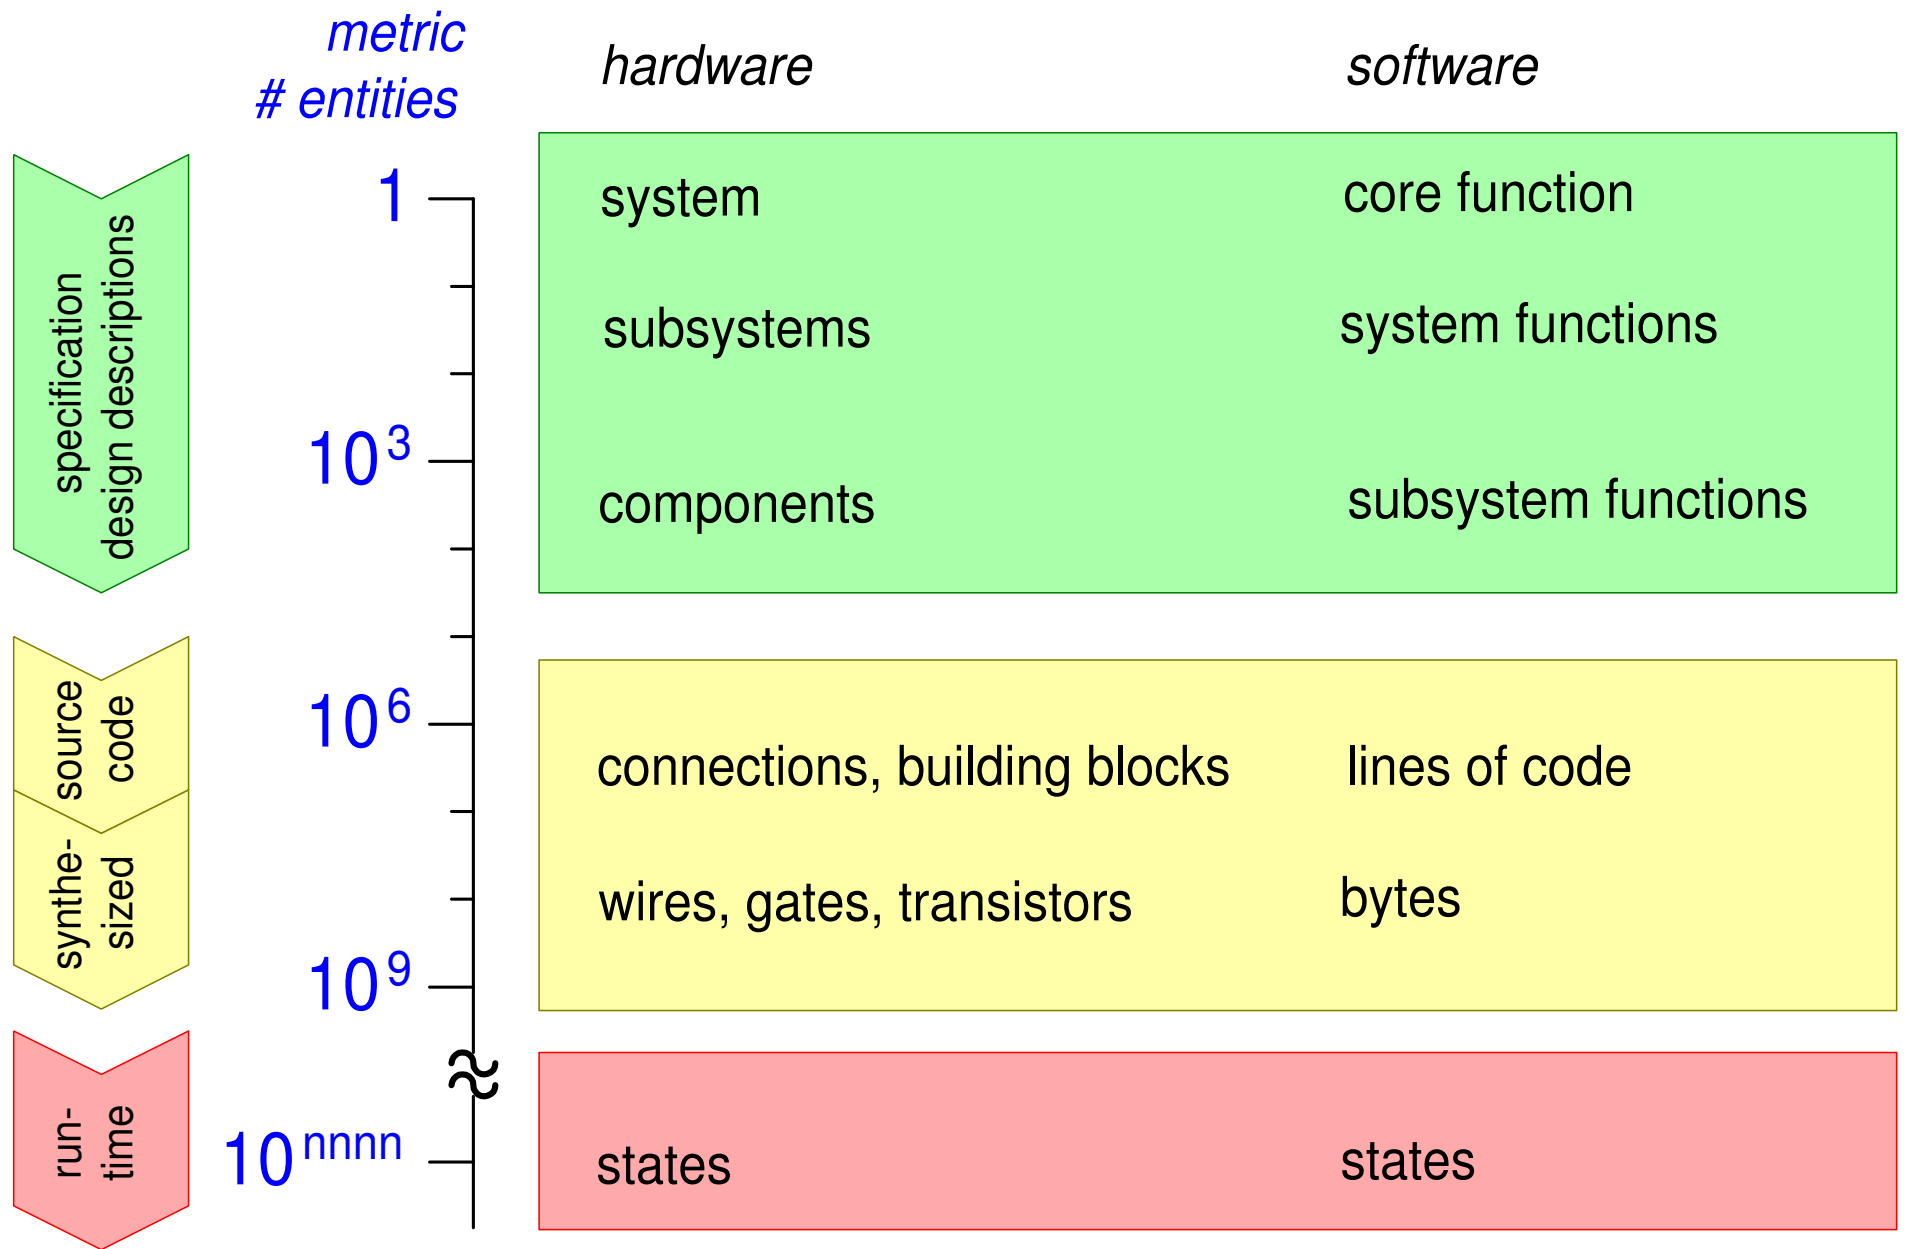 metric
# entities
hardware
software
specification
design descriptions
1
system
core function
subsystems
system functions
10³
components
subsystem functions
source
code
10⁶
connections, building blocks
lines of code
synthe-
sized
wires, gates, transistors
bytes
10⁹
run-
time
10ⁿⁿⁿⁿ
states
states